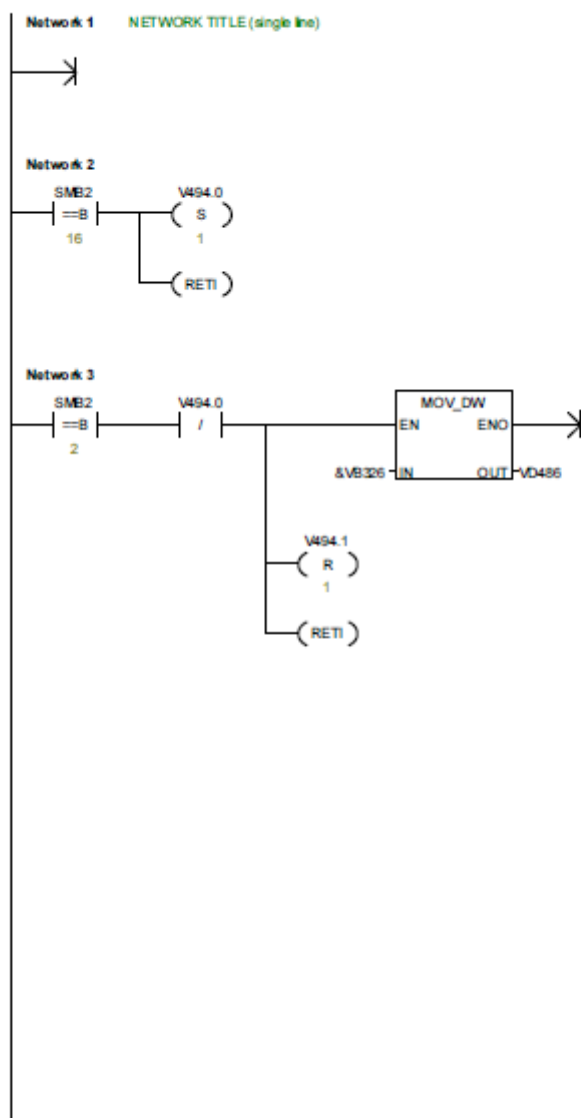 Network 1 NETWORK TITLE (single line)
Network 2
SMB2 V494.0
==B S
16 1
RETI
Network 3
SMB2 V494.0 MOV_DW
==B / EN ENO
2
&VB326 IN OUT VD486
V494.1
R
1
RETI